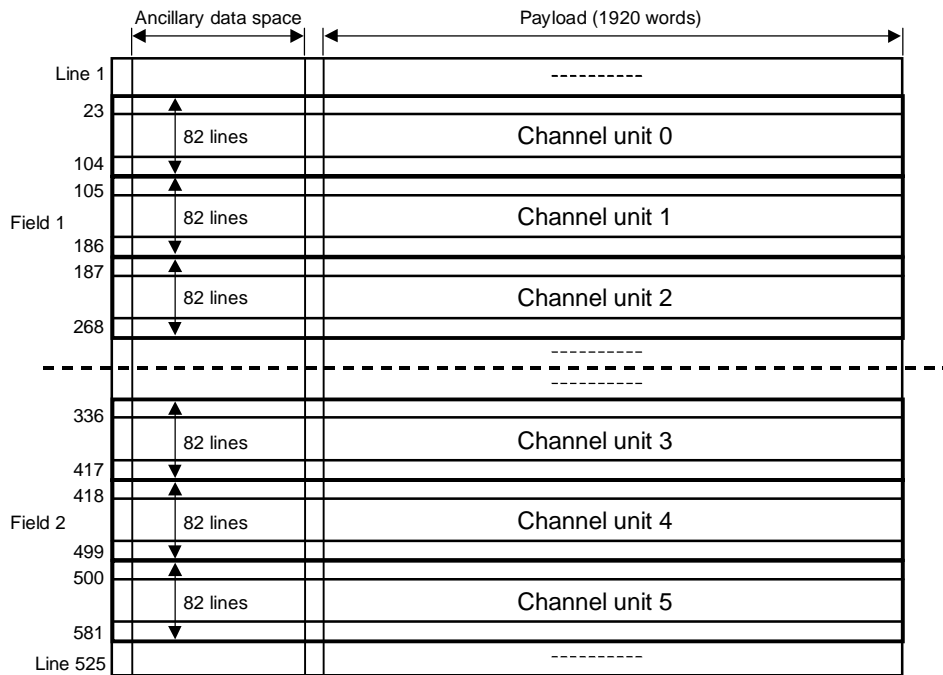 Ancillary data space Payload (1920 words)
Line 1 ----------
23
82 lines Channel unit 0
104
105
82 lines Channel unit 1
Field 1
186
187
82 lines Channel unit 2
268
----------
----------
336
82 lines Channel unit 3
417
418
82 lines Channel unit 4
Field 2
499
500
82 lines Channel unit 5
581
Line 525 ----------